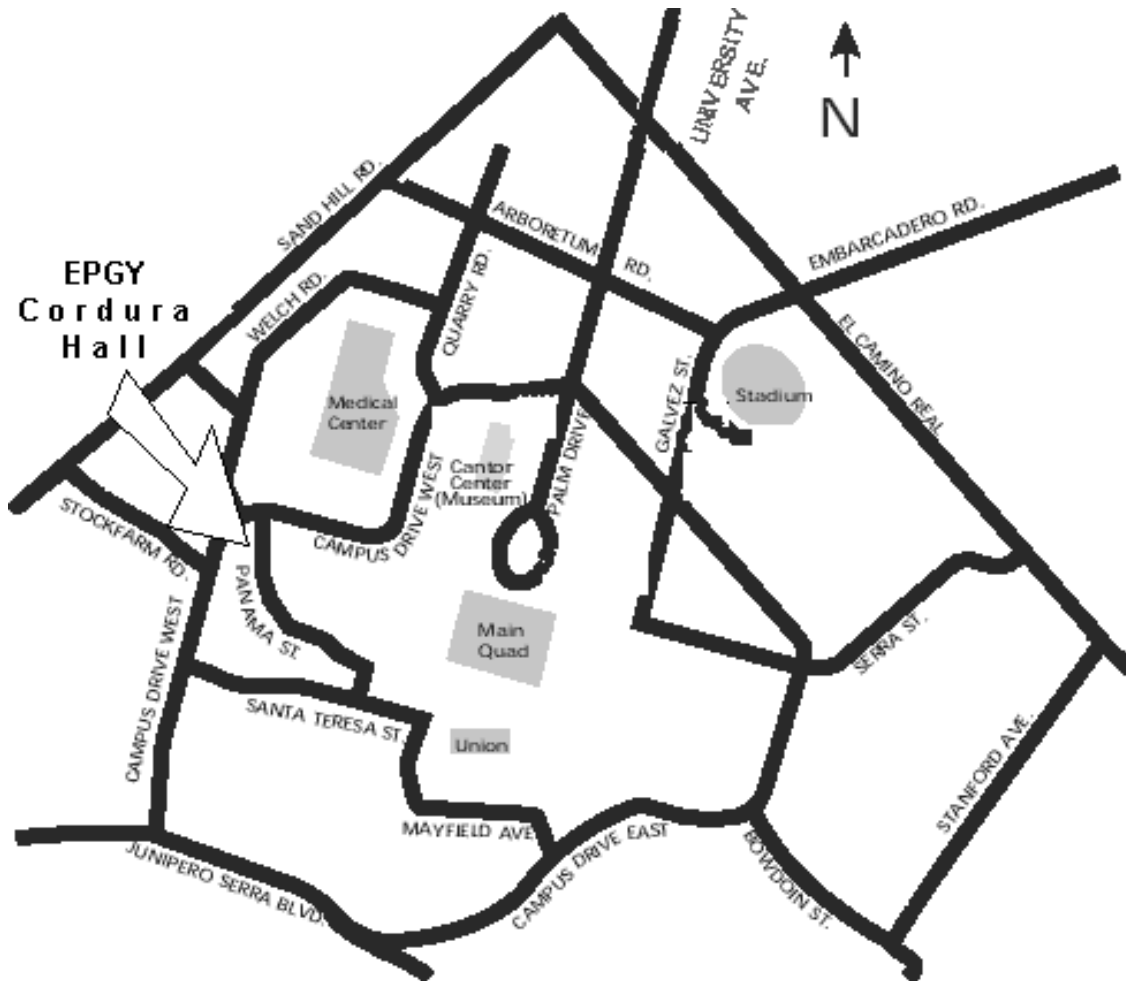 UNIVERSITY
AVE.
N
SAND HILL RD.
ARBORETUM RD.
EMBARCADERO RD.
EPGY
Cordura
Hall
WELCH RD.
QUARRY RD.
EL CAMINO REAL
GALVEZ ST.
Stadium
Medical
Center
PALM DRIVE
Cantor
Center
(Museum)
CAMPUS DRIVE WEST
STOCKFARM RD.
PANAMA ST.
CAMPUS DRIVE WEST
Main
Quad
SERRA ST.
SANTA TERESA ST.
Union
STANFORD AVE.
MAYFIELD AVE.
CAMPUS DRIVE EAST
BOWDOIN ST.
JUNIPERO SERRA BLVD.